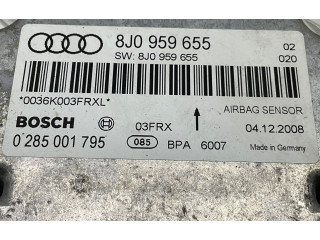 8J0 959 655 02
SW: 8J0 959 655 020
*0036K003FRXL*
AIRBAG SENSOR
BOSCH 03FRX 04.12.2008
0 285 001 795 085 BPA 6007 Made in Germany